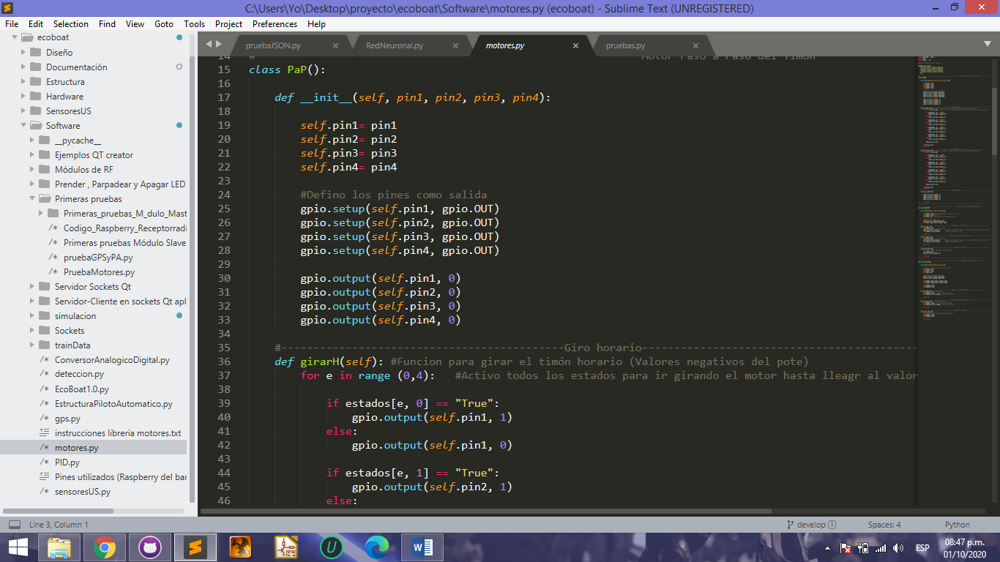 C:\Users\Yo\Desktop\proyecto\ecoboat\Software\motores.py (ecoboat) - Sublime Text (UNREGISTERED)
File Edit Selection Find View Goto Tools Project Preferences Help
ecoboat
Diseño
Documentación
Estructura
Hardware
SensoresUS
Software
__pycache__
Ejemplos QT creator
Módulos de RF
Prender , Parpadear y Apagar LED
Primeras pruebas
Primeras_pruebas_M_dulo_Mast
Codigo_Raspberry_Receptorradi
Primeras pruebas Módulo Slave
pruebaGPSyPA.py
PruebaMotores.py
Servidor Sockets Qt
Servidor-Cliente en sockets Qt apl
simulacion
Sockets
trainData
ConversorAnalogicoDigital.py
deteccion.py
EcoBoat1.0.py
EstructuraPilotoAutomatico.py
gps.py
instrucciones libreria motores.txt
motores.py
PID.py
Pines utilizados (Raspberry del bar
sensoresUS.py
pruebaJSON.py RedNeuronal.py motores.py pruebas.py
14 # Motor Paso a Paso del Timón
15 class PaP():
16
17 def __init__(self, pin1, pin2, pin3, pin4):
18
19 self.pin1= pin1
20 self.pin2= pin2
21 self.pin3= pin3
22 self.pin4= pin4
23
24 #Defino los pines como salida
25 gpio.setup(self.pin1, gpio.OUT)
26 gpio.setup(self.pin2, gpio.OUT)
27 gpio.setup(self.pin3, gpio.OUT)
28 gpio.setup(self.pin4, gpio.OUT)
29
30 gpio.output(self.pin1, 0)
31 gpio.output(self.pin2, 0)
32 gpio.output(self.pin3, 0)
33 gpio.output(self.pin4, 0)
34
35 #--------------------------------------------Giro horario-------------------------------------------
36 def girarH(self): #Funcion para girar el timón horario (Valores negativos del pote)
37 for e in range (0,4): #Activo todos los estados para ir girando el motor hasta lleagr al valor
38
39 if estados[e, 0] == "True":
40 gpio.output(self.pin1, 1)
41 else:
42 gpio.output(self.pin1, 0)
43
44 if estados[e, 1] == "True":
45 gpio.output(self.pin2, 1)
46 else:
Line 3, Column 1 develop 3 Spaces: 4 Python
ESP
08:47 p.m.
01/10/2020